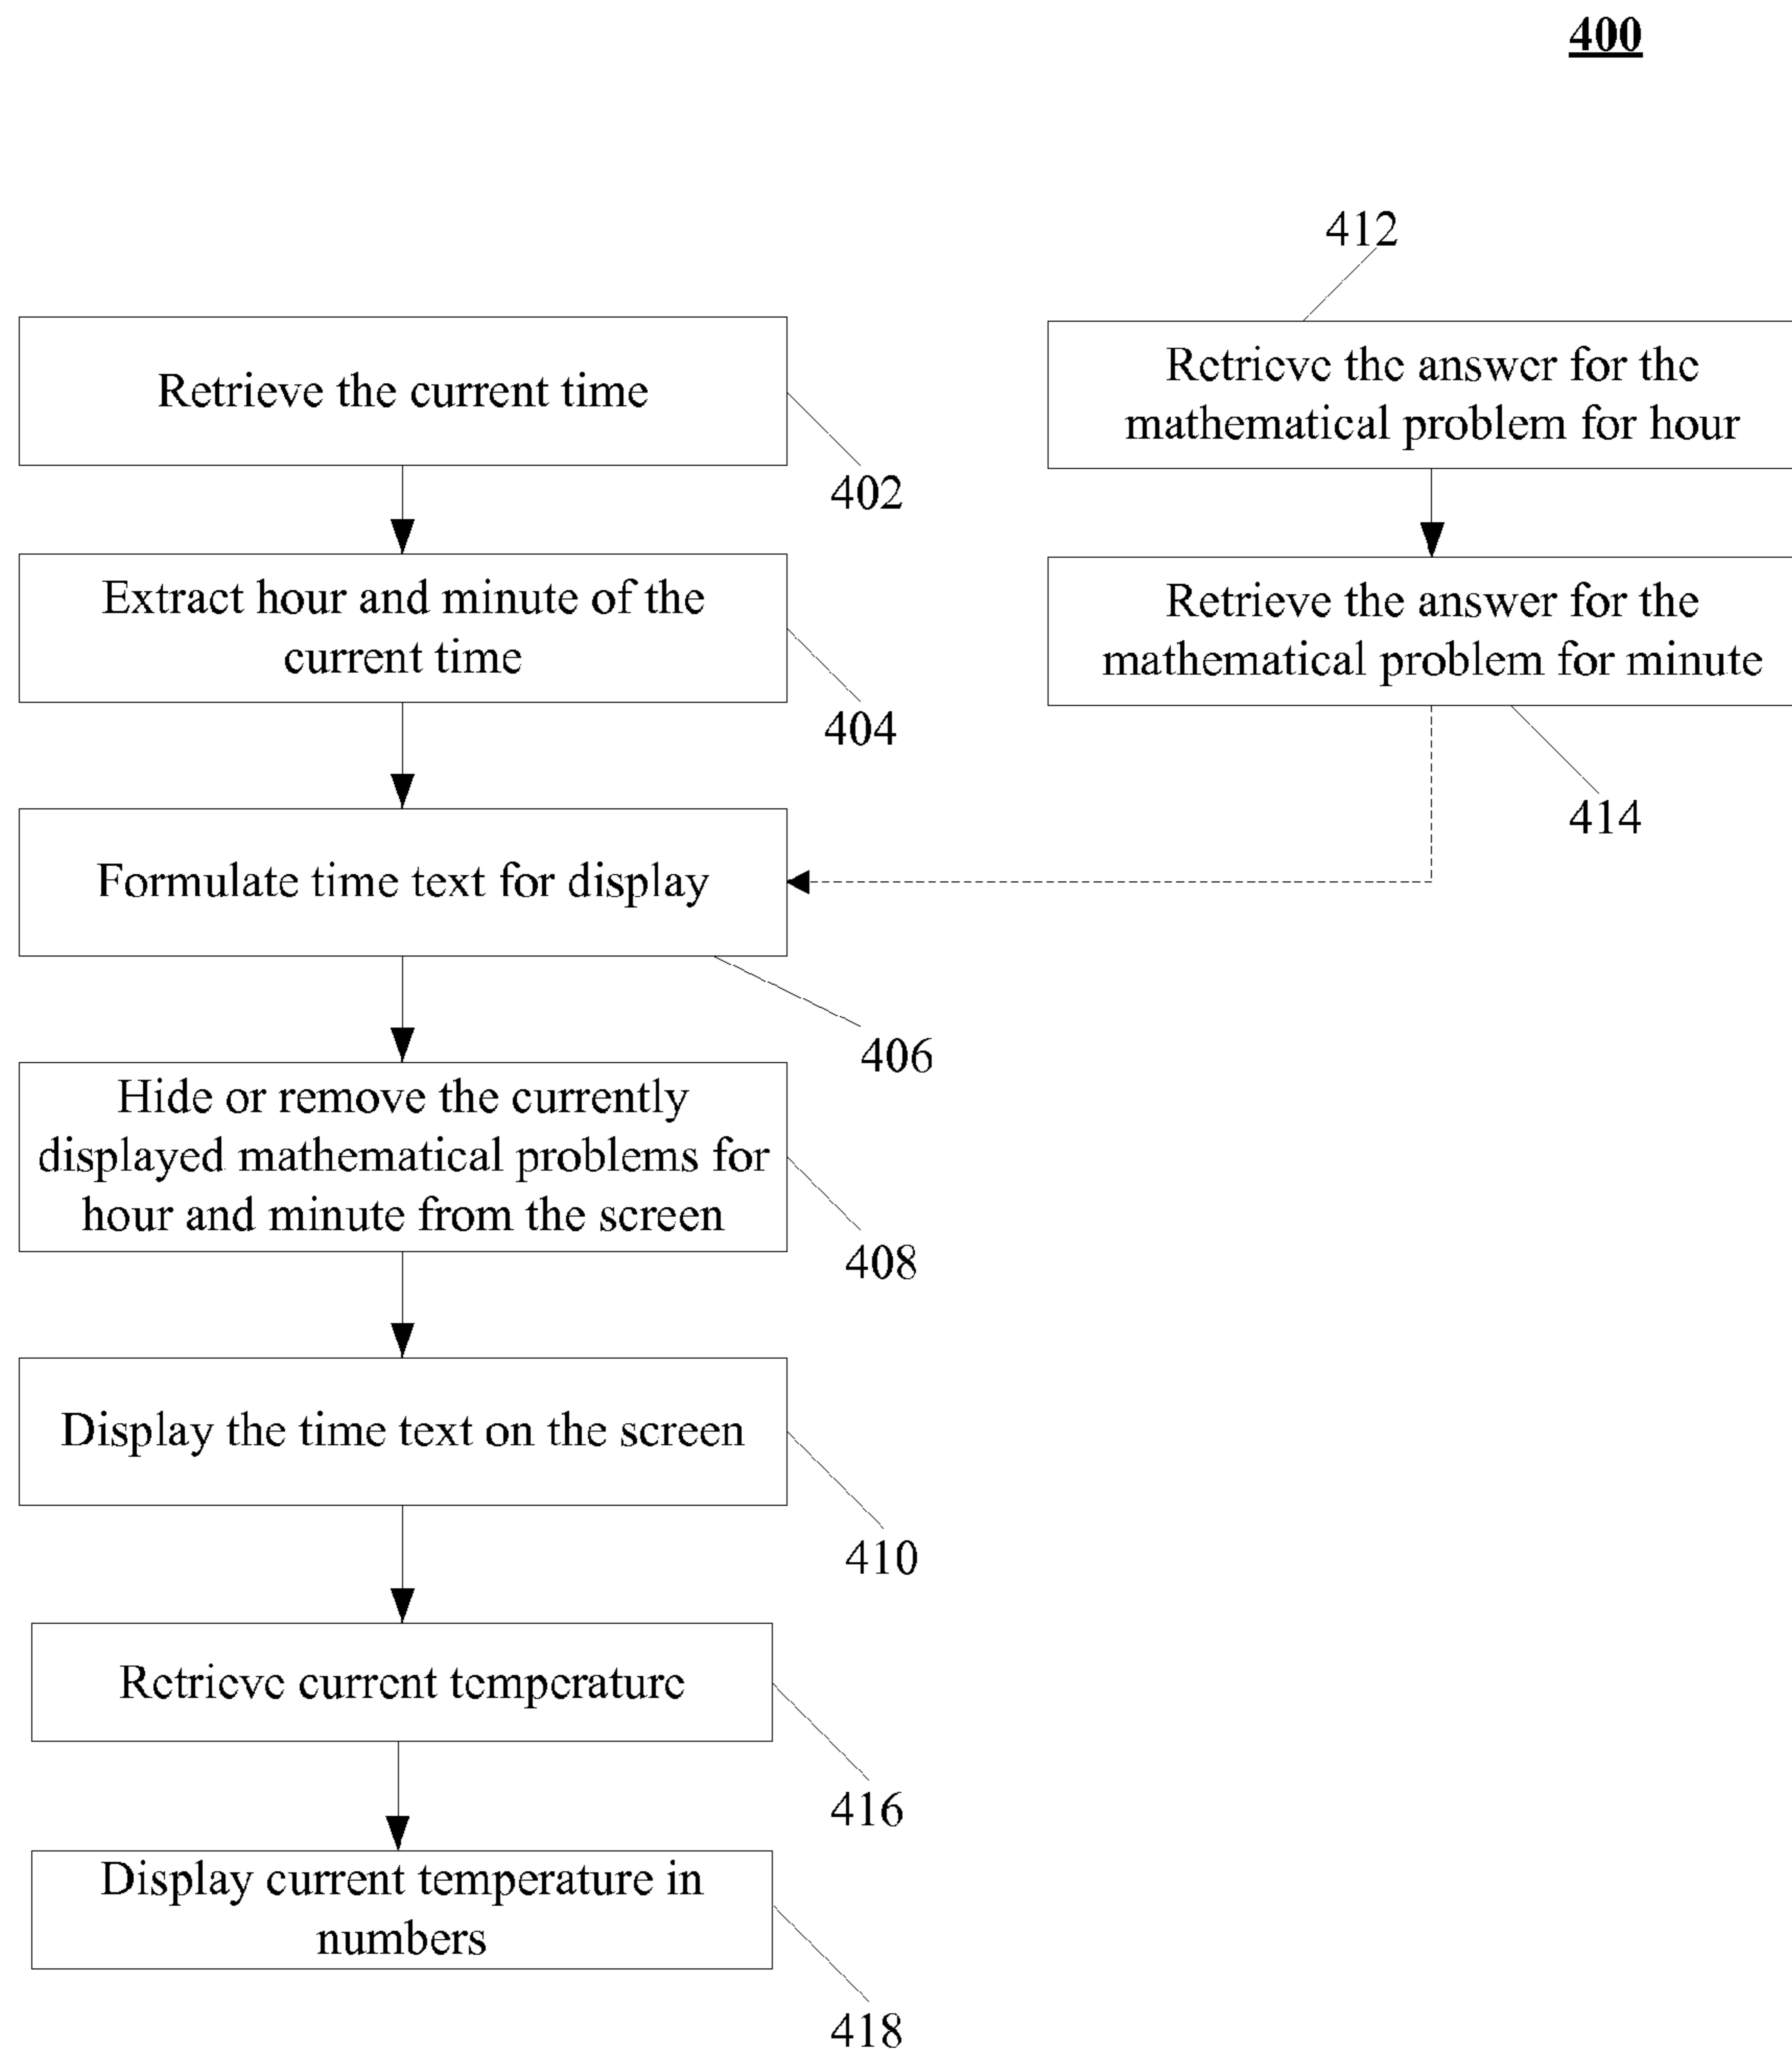 400
412
Retrieve the current time
402
Retrieve the answer for the
mathematical problem for hour
Extract hour and minute of the
current time
404
Retrieve the answer for the
mathematical problem for minute
414
Formulate time text for display
406
Hide or remove the currently
displayed mathematical problems for
hour and minute from the screen
408
Display the time text on the screen
410
Retrieve current temperature
416
Display current temperature in
numbers
418